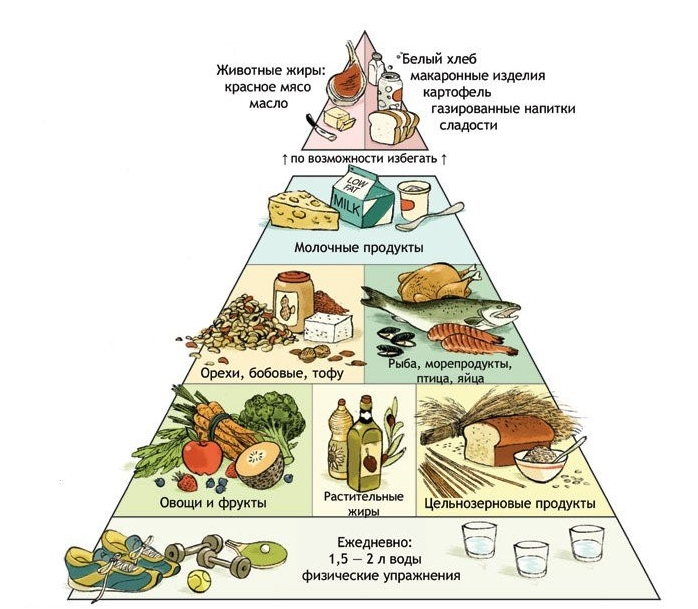 Животные жиры:
красное мясо
масло
*Белый хлеб
макаронные изделия
картофель
газированные напитки
сладости
↑ по возможности избегать ↑
LOW
FAT
MILK
Молочные продукты
Орехи, бобовые, тофу
Рыба, морепродукты,
птица, яйца
Овощи и фрукты
Растительные
жиры
Цельнозерновые продукты
Ежедневно:
1,5 – 2 л воды
физические упражнения